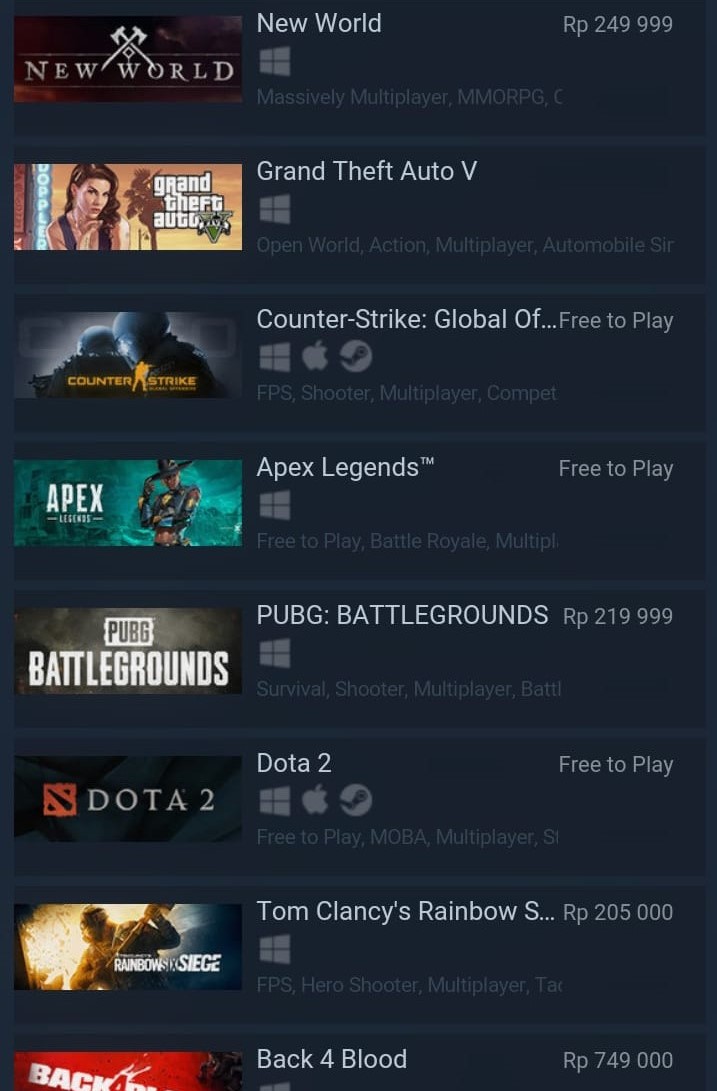 NEW WORLD
New World
Rp 249 999
Massively Multiplayer, MMORPG,
grand
theft
auto
V
Grand Theft Auto V
Open World, Action, Multiplayer, Automobile Sir
COUNTER STRIKE
GLOBAL OFFENSIVE
Counter-Strike: Global Of...
Free to Play
FPS, Shooter, Multiplayer, Compet
APEX
LEGENDS
Apex Legends™
Free to Play
Free to Play, Battle Royale, Multipl
PUBG
BATTLEGROUNDS
PUBG: BATTLEGROUNDS
Rp 219 999
Survival, Shooter, Multiplayer, Battl
DOTA 2
Dota 2
Free to Play
Free to Play, MOBA, Multiplayer, St
RAINBOW SIX SIEGE
Tom Clancy's Rainbow S...
Rp 205 000
FPS, Hero Shooter, Multiplayer, Tac
BACK 4
Back 4 Blood
Rp 749 000